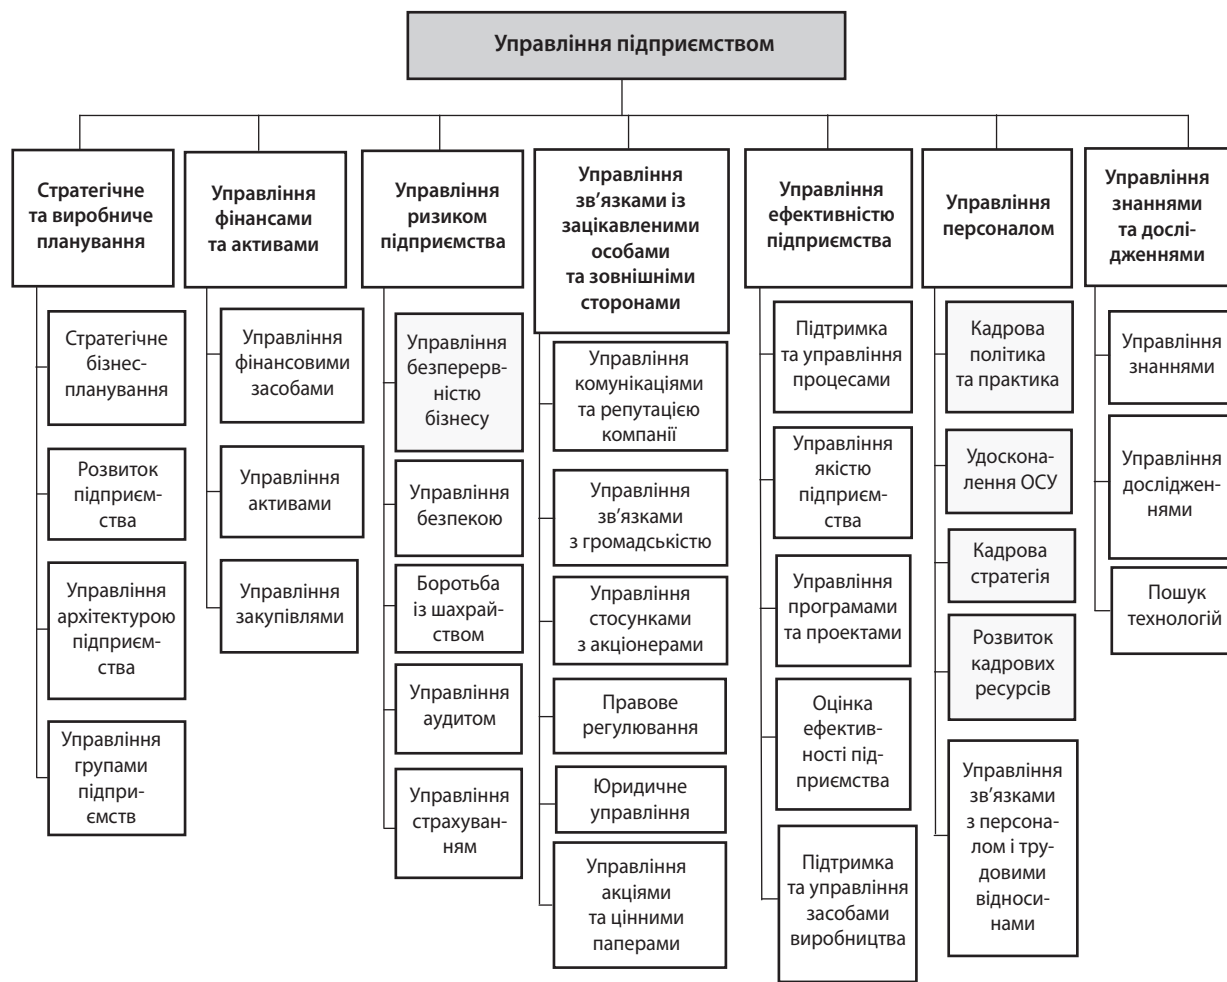 Управління підприємством
Стратегічне
та виробниче
планування
Стратегічне
бізнес-
планування
Розвиток
підприєм-
ства
Управління
архітектурою
підприєм-
ства
Управління
групами
підпри-
ємств
Управління
фінансами
та активами
Управління
фінансовими
засобами
Управління
активами
Управління
закупівлями
Управління
ризиком
підприємства
Управління
безперерв-
ністю
бізнесу
Управління
безпекою
Боротьба
із шахрай-
ством
Управління
аудитом
Управління
страхуван-
ням
Управління
зв’язками із
зацікавленими
особами
та зовнішніми
сторонами
Управління
комунікаціями
та репутацією
компанії
Управління
зв’язками
з громадськістю
Управління
стосунками
з акціонерами
Правове
регулювання
Юридичне
управління
Управління
акціями
та цінними
паперами
Управління
ефективністю
підприємства
Підтримка
та управління
процесами
Управління
якістю
підприєм-
ства
Управління
програмами
та проектами
Оцінка
ефектив-
ності під-
приємства
Підтримка
та управління
засобами
виробництва
Управління
персоналом
Кадрова
політика
та практика
Удоскона-
лення ОСУ
Кадрова
стратегія
Розвиток
кадрових
ресурсів
Управління
зв’язками
з персона-
лом і тру-
довими
відноси-
нами
Управління
знаннями
та дослі-
дженнями
Управління
знаннями
Управління
дослідже-
ннями
Пошук
технологій